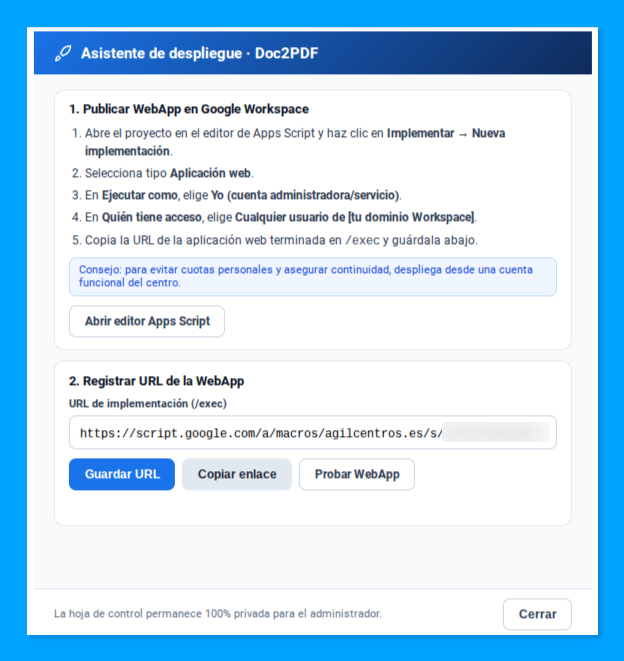 Asistente de despliegue · Doc2PDF
1. Publicar WebApp en Google Workspace
1. Abre el proyecto en el editor de Apps Script y haz clic en Implementar → Nueva
implementación.
2. Selecciona tipo Aplicación web.
3. En Ejecutar como, elige Yo (cuenta administradora/servicio).
4. En Quién tiene acceso, elige Cualquier usuario de [tu dominio Workspace].
5. Copia la URL de la aplicación web terminada en /exec y guárdala abajo.
Consejo: para evitar cuotas personales y asegurar continuidad, despliega desde una cuenta
funcional del centro.
Abrir editor Apps Script
2. Registrar URL de la WebApp
URL de implementación (/exec)
https://script.google.com/a/macros/agilcentros.es/s/
Guardar URL Copiar enlace Probar WebApp
La hoja de control permanece 100% privada para el administrador.
Cerrar